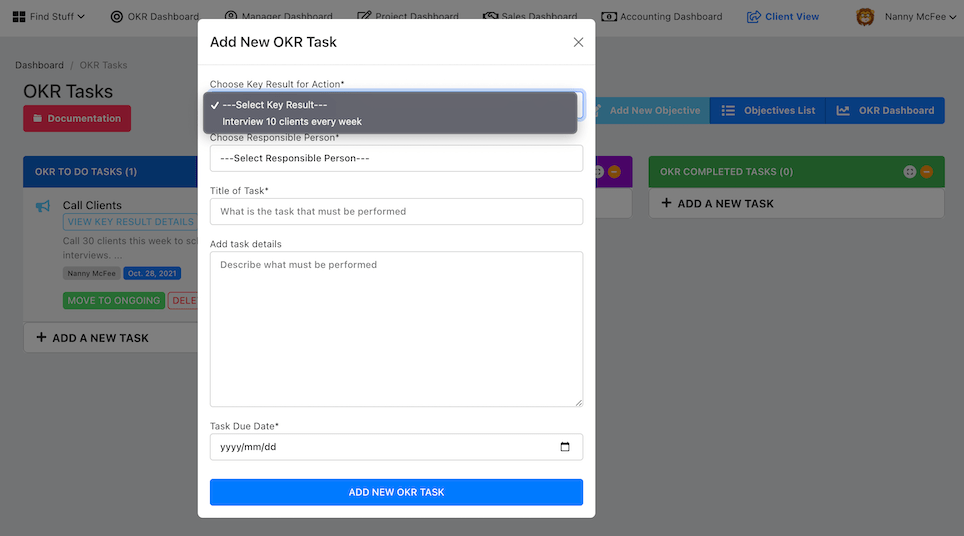 Find Stuff
OKR Dashboard
Manager Dashboard
Project Dashboard
Sales Dashboard
Accounting Dashboard
Client View
Nanny McFee
Dashboard / OKR Tasks
OKR Tasks
Documentation
Add New Objective
Objectives List
OKR Dashboard
OKR TO DO TASKS (1)
Call Clients
VIEW KEY RESULT DETAILS
Call 30 clients this week to
interviews. ...
Nanny McFee
Oct. 28, 2021
MOVE TO ONGOING
+ ADD A NEW TASK
OKR COMPLETED TASKS (0)
+ ADD A NEW TASK
Add New OKR Task
Choose Key Result for Action*
✓ ---Select Key Result---
Interview 10 clients every week
Choose Responsible Person*
---Select Responsible Person---
Title of Task*
What is the task that must be performed
Add task details
Describe what must be performed
Task Due Date*
yyyy/mm/dd
ADD NEW OKR TASK